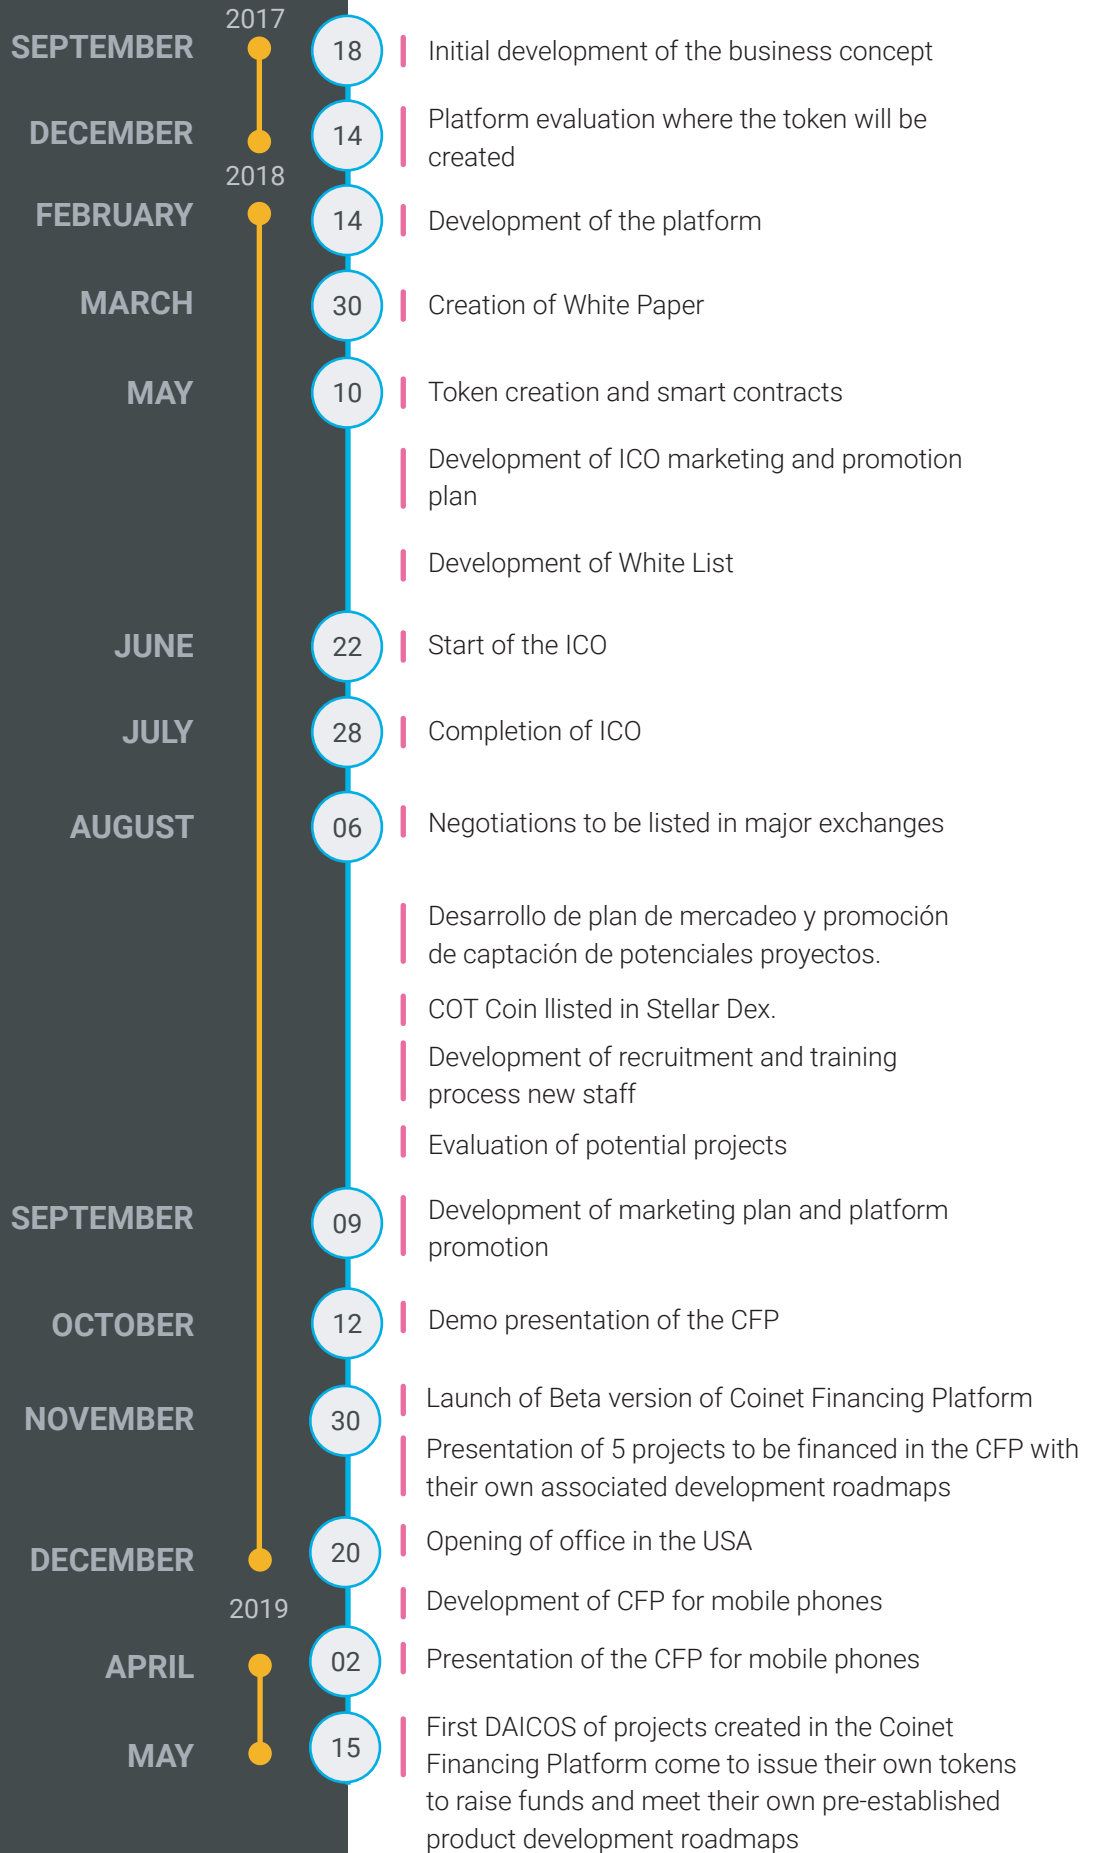 2017
SEPTEMBER
18
Initial development of the business concept
DECEMBER
14
Platform evaluation where the token will be
created
2018
FEBRUARY
14
Development of the platform
MARCH
30
Creation of White Paper
MAY
10
Token creation and smart contracts
Development of ICO marketing and promotion
plan
Development of White List
JUNE
22
Start of the ICO
JULY
28
Completion of ICO
AUGUST
06
Negotiations to be listed in major exchanges
Desarrollo de plan de mercadeo y promoción
de captación de potenciales proyectos.
COT Coin llisted in Stellar Dex.
Development of recruitment and training
process new staff
Evaluation of potential projects
SEPTEMBER
09
Development of marketing plan and platform
promotion
OCTOBER
12
Demo presentation of the CFP
NOVEMBER
30
Launch of Beta version of Coinet Financing Platform
Presentation of 5 projects to be financed in the CFP with
their own associated development roadmaps
DECEMBER
20
Opening of office in the USA
Development of CFP for mobile phones
2019
APRIL
02
Presentation of the CFP for mobile phones
MAY
15
First DAICOS of projects created in the Coinet
Financing Platform come to issue their own tokens
to raise funds and meet their own pre-established
product development roadmaps